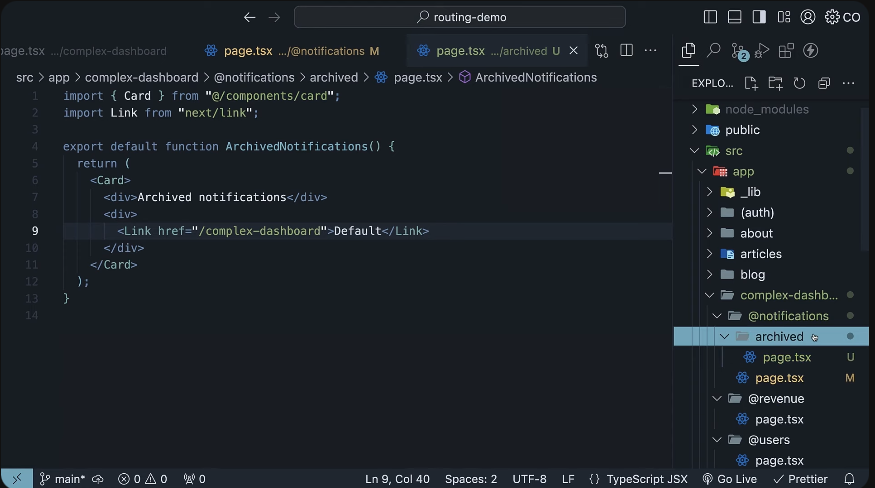 routing-demo
CO
page.tsx .../complex-dashboard
page.tsx .../@notifications M
page.tsx .../archived U
src > app > complex-dashboard > @notifications > archived > page.tsx > ArchivedNotifications
1 import { Card } from "@/components/card";
2 import Link from "next/link";
3
4 export default function ArchivedNotifications() {
5 return (
6 <Card>
7 <div>Archived notifications</div>
8 <div>
9 <Link href="/complex-dashboard">Default</Link>
10 </div>
11 </Card>
12 );
13 }
14
2
EXPLO...
node_modules
public
src
app
_lib
(auth)
about
articles
blog
complex-dashb...
@notifications
archived
page.tsx U
page.tsx M
@revenue
page.tsx
@users
page.tsx
main* 0 0 0 Ln 9, Col 40 Spaces: 2 UTF-8 LF {} TypeScript JSX Go Live Prettier